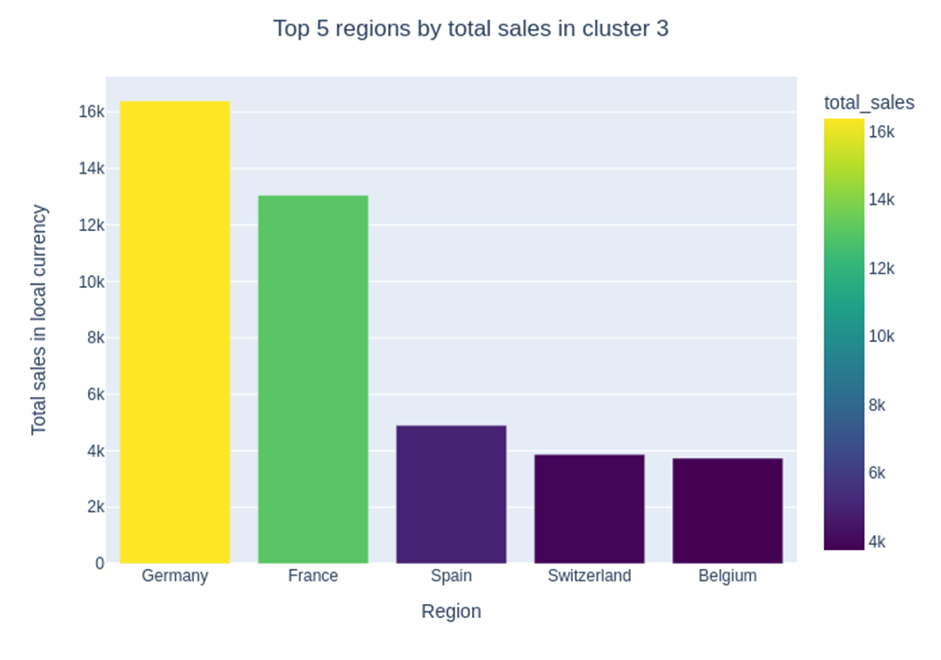 Top 5 regions by total sales in cluster 3
Total sales in local currency
16k
14k
12k
10k
8k
6k
4k
2k
0
Germany France Spain Switzerland Belgium
Region
total_sales
16k
14k
12k
10k
8k
6k
4k